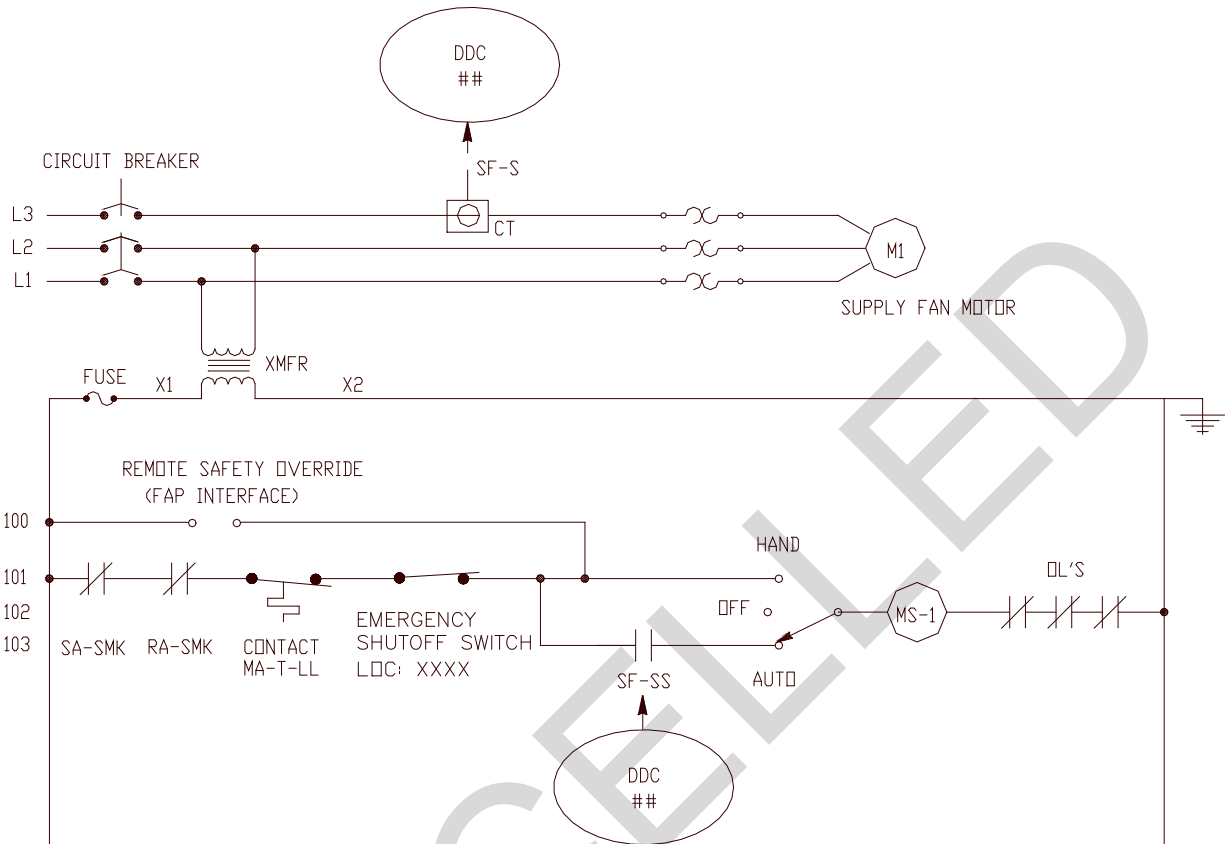 DDC
##
CIRCUIT BREAKER
SF-S
L3
CT
L2
M1
L1
SUPPLY FAN MOTOR
XMFR
FUSE
X1
X2
REMOTE SAFETY OVERRIDE
(FAP INTERFACE)
100
HAND
101
OL'S
102
OFF
MS-1
103
SA-SMK
RA-SMK
CONTACT
MA-T-LL
EMERGENCY
SHUTOFF SWITCH
LOC: XXXX
SF-SS
AUTO
DDC
##
CELLED